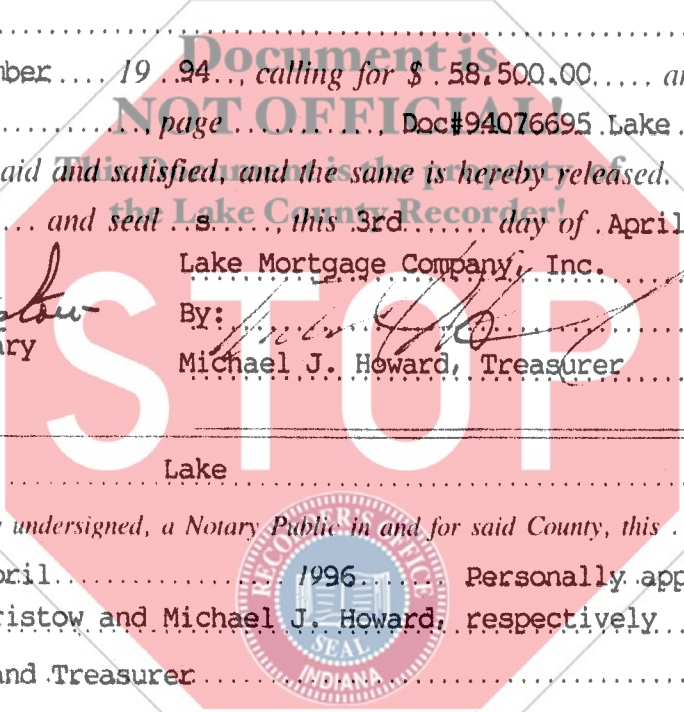 Document is
mber .... 19 ..94.., calling for $ .58,500.00..... an
NOT OFFICIAL!
............, page ............, Doc#94076695 Lake .
This Document is the property of
aid and satisfied, and the same is hereby released.
... and seal ..s....., this 3rd....... day of .April
the Lake County Recorder!
Lake Mortgage Company, Inc.
By:
ary
Michael J. Howard, Treasurer
STOP
Lake
undersigned, a Notary Public in and for said County, this ..
pril.............. 1996....... Personally app
RECORDER'S OFFICE
ristow and Michael J. Howard, respectively ...
SEAL
INDIANA
and Treasurer